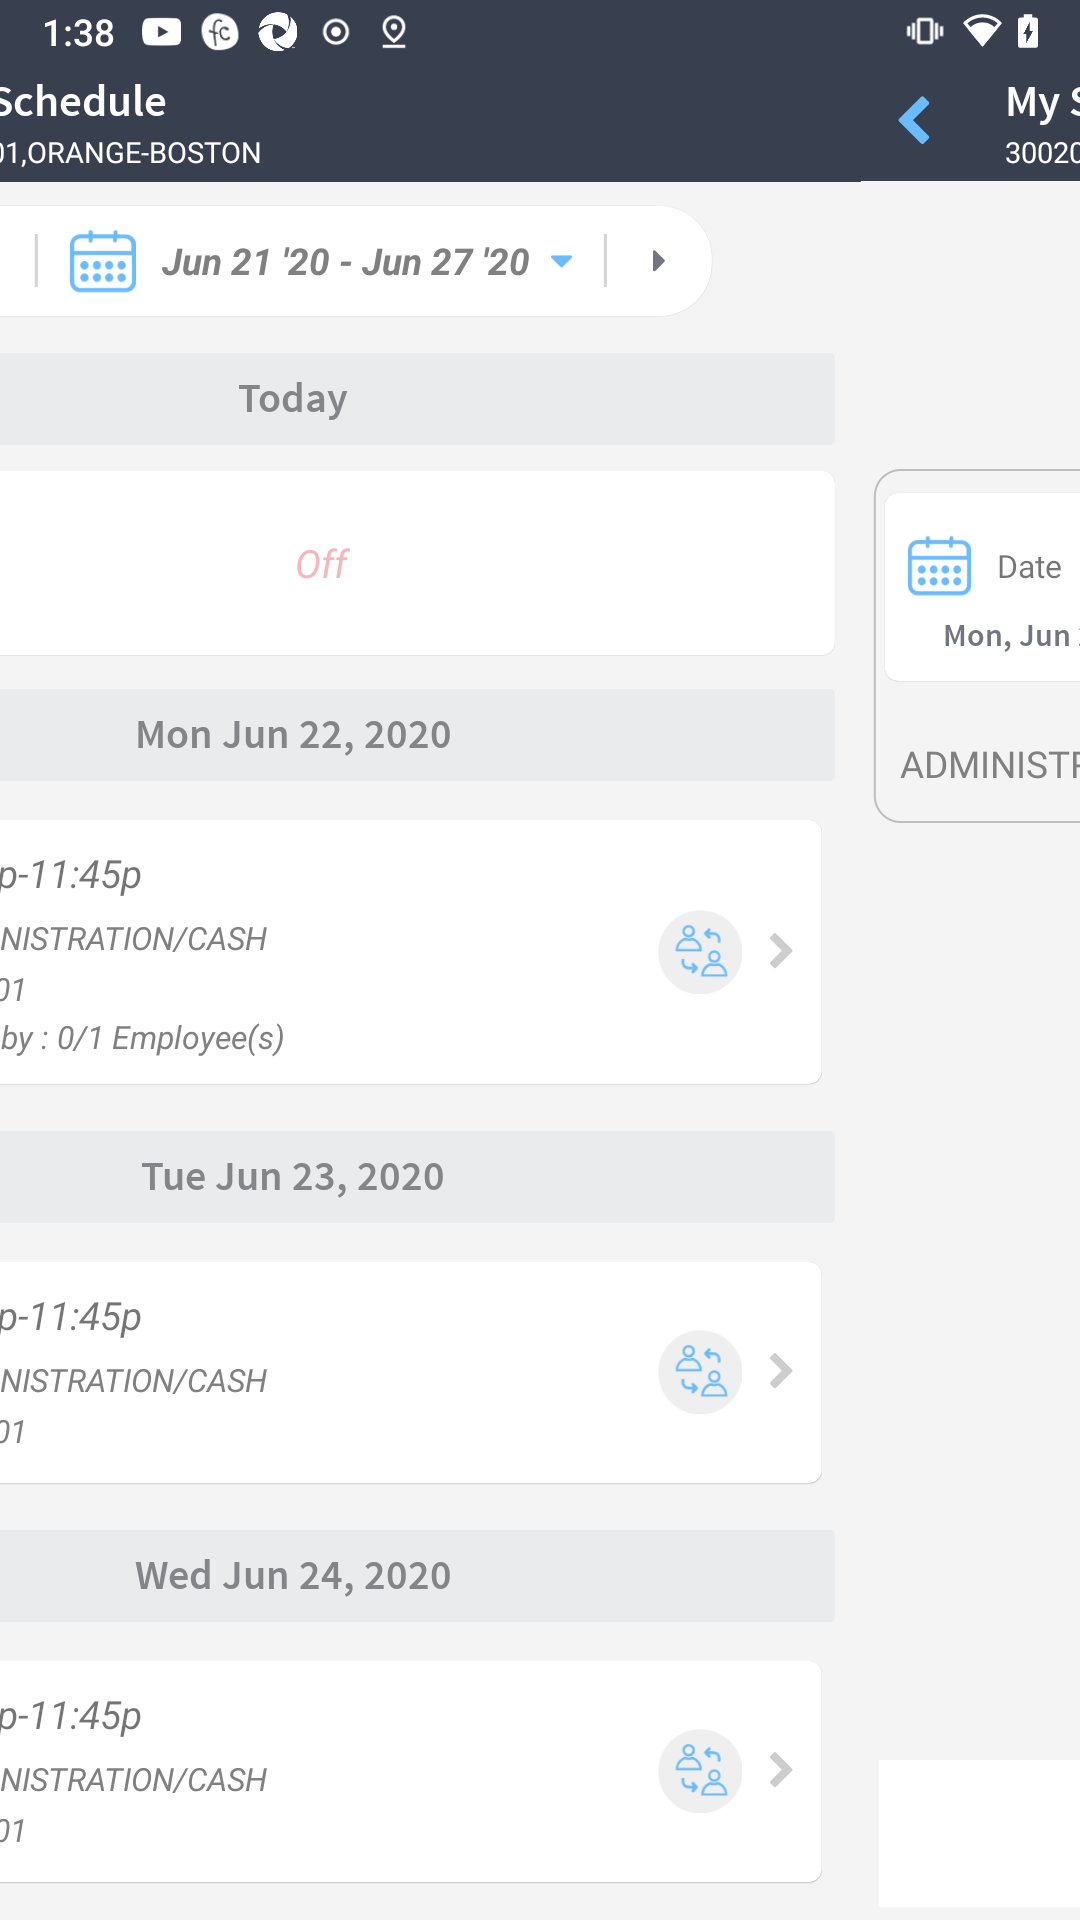 1:38
Schedule
01,ORANGE-BOSTON
My S
30020
Jun 21 '20 - Jun 27 '20
Today
Off
Date
Mon, Jun
ADMINISTR
Mon Jun 22, 2020
p-11:45p
NISTRATION/CASH
01
by : 0/1 Employee(s)
Tue Jun 23, 2020
p-11:45p
NISTRATION/CASH
01
Wed Jun 24, 2020
p-11:45p
NISTRATION/CASH
01